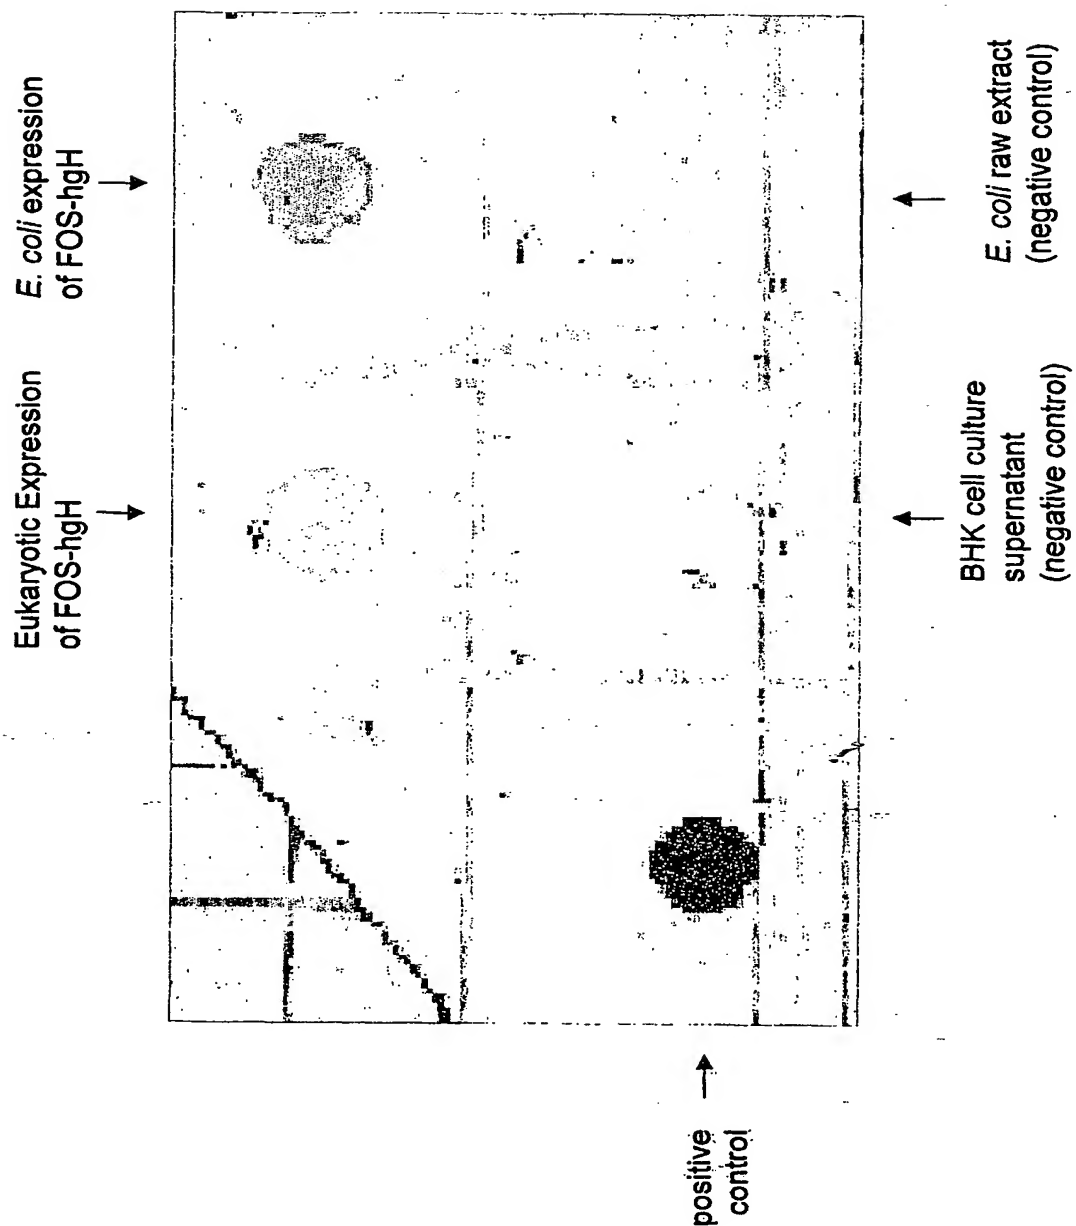 Eukaryotic Expression
of FOS-hgH
E. coli expression
of FOS-hgH
positive
control
BHK cell culture
supernatant
(negative control)
E. coli raw extract
(negative control)